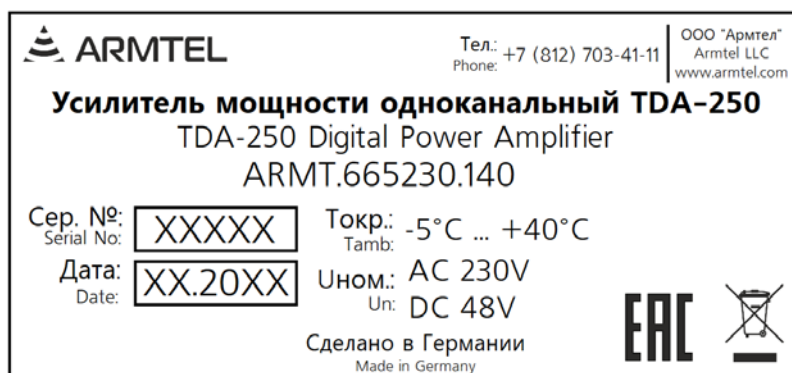 ARMTEL
Тел.: +7 (812) 703-41-11
Phone:
ООО "Армтел"
Armtel LLC
www.armtel.com
Усилитель мощности одноканальный TDA-250
TDA-250 Digital Power Amplifier
ARMT.665230.140
Сер. №: XXXXX
Serial No:
Дата: XX.20XX
Date:
Токр.: -5°C ... +40°C
Tamb:
Uном.: AC 230V
Un: DC 48V
Сделано в Германии
Made in Germany
EAC